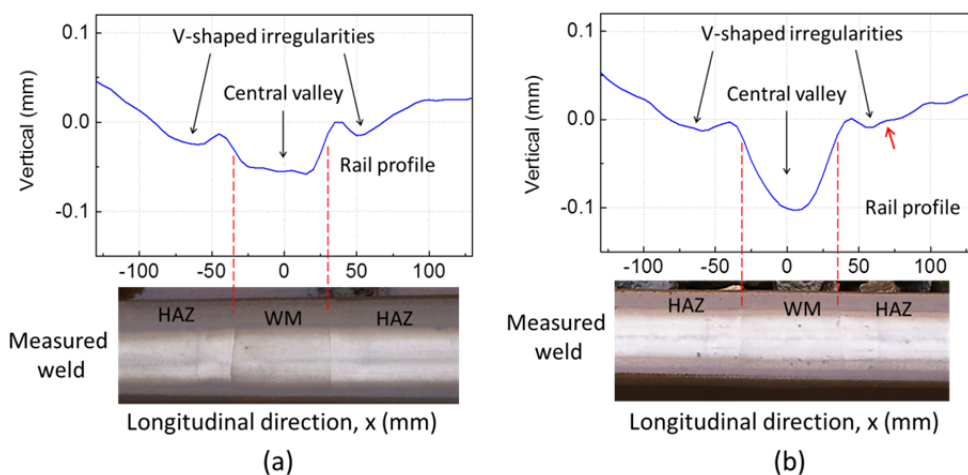 0.1
V-shaped irregularities
Central valley
Vertical (mm)
0.0
Rail profile
-0.1
-100 -50 0 50 100
HAZ WM HAZ
Measured
weld
Longitudinal direction, x (mm)
(a)
0.1
V-shaped irregularities
Central valley
Vertical (mm)
0.0
-0.1
Rail profile
-100 -50 0 50 100
HAZ WM HAZ
Measured
weld
Longitudinal direction, x (mm)
(b)